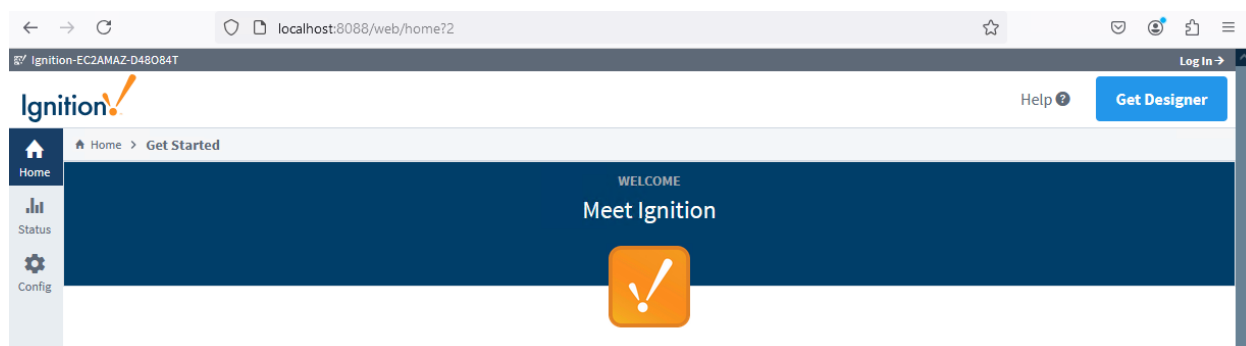 localhost:8088/web/home?2
Ignition-EC2AMAZ-D48O84T
Log In →
Ignition!
Help ?
Get Designer
Home
Home > Get Started
Status
Config
WELCOME
Meet Ignition